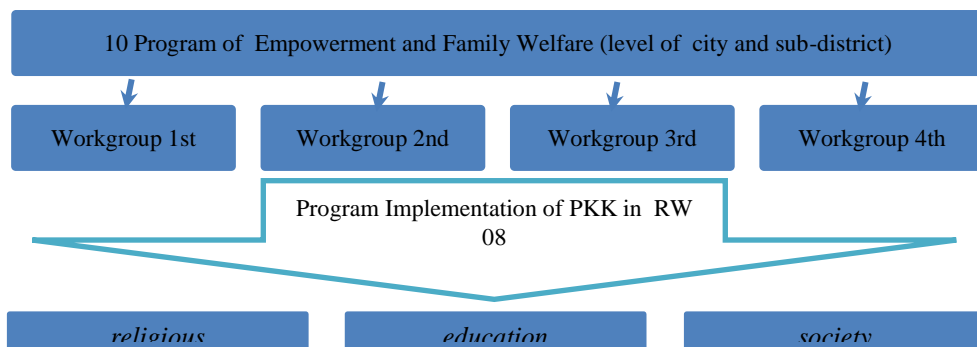 10 Program of Empowerment and Family Welfare (level of city and sub-district)
Workgroup 1st
Workgroup 2nd
Workgroup 3rd
Workgroup 4th
Program Implementation of PKK in RW
08
religious
education
society